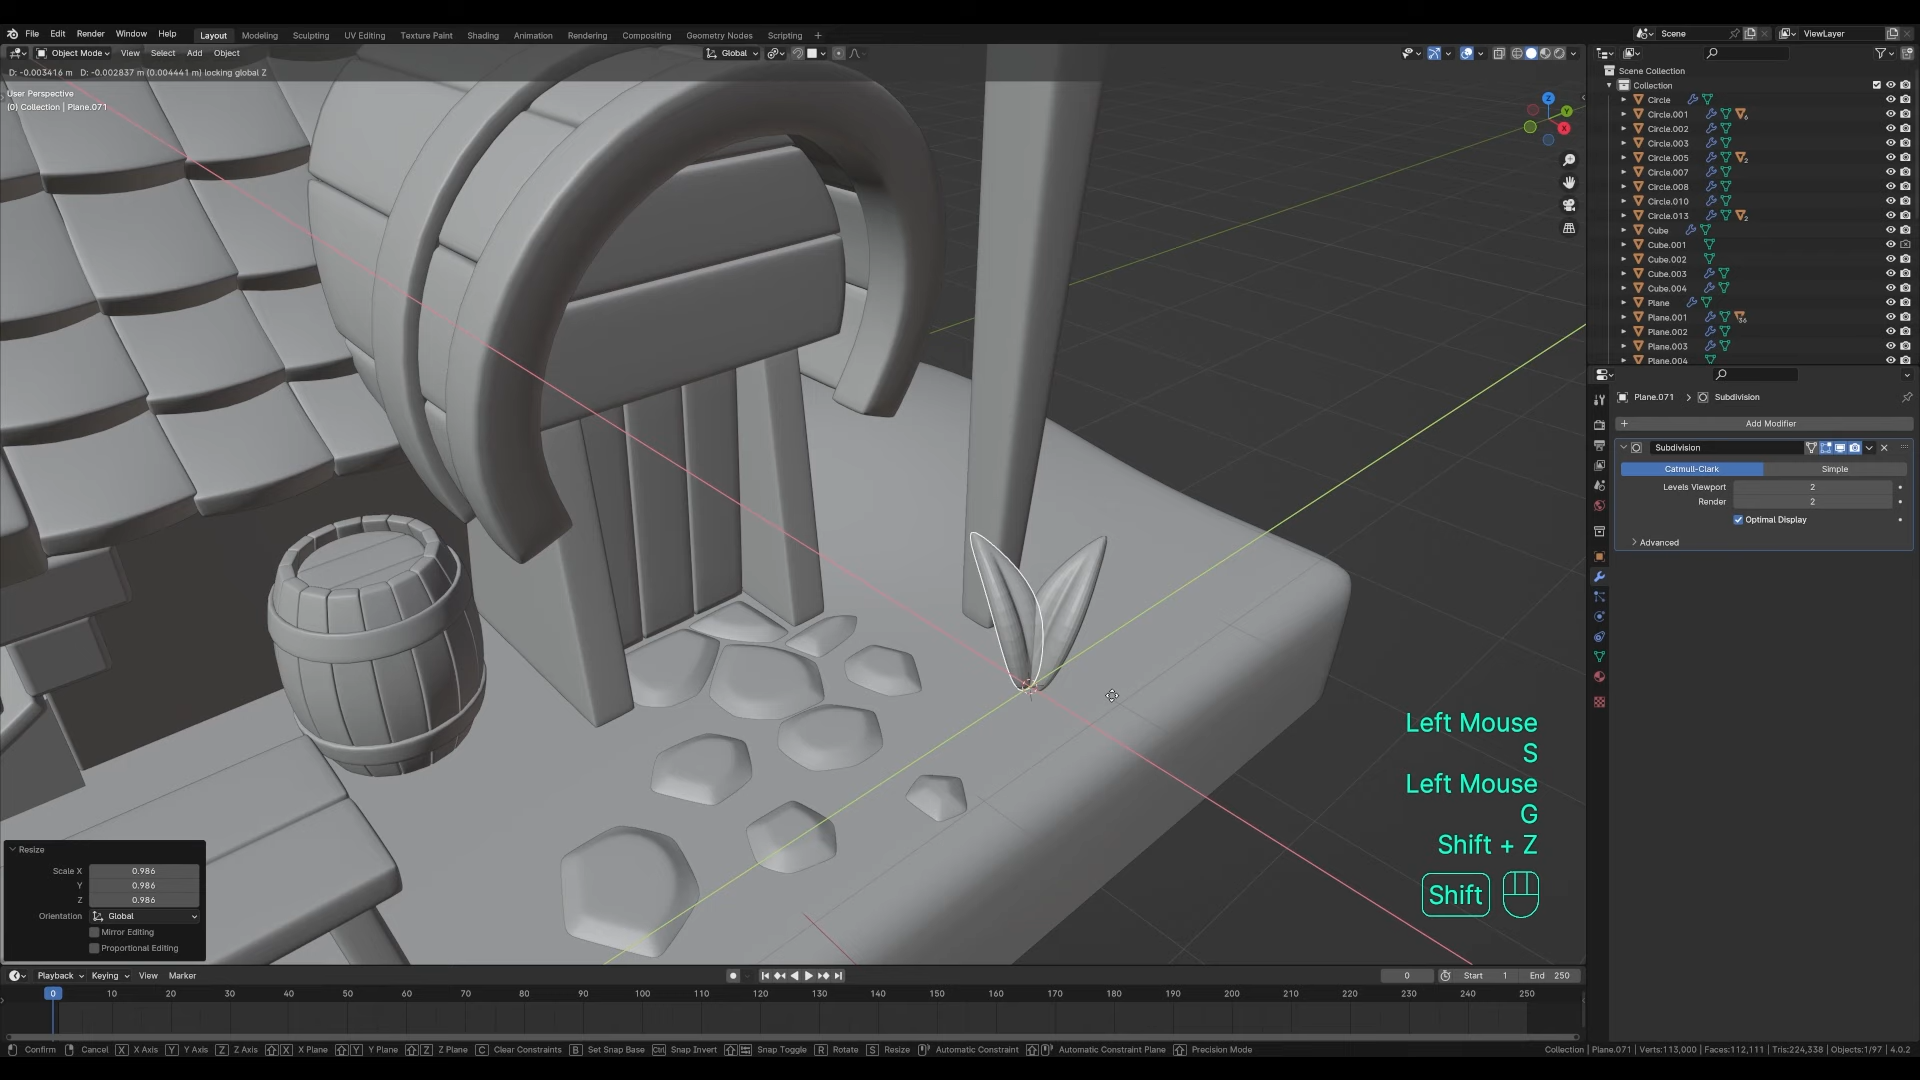 File Edit Render Window Help Layout Modeling Sculpting UV Editing Texture Paint Shading Animation Rendering Compositing Geometry Nodes Scripting + Scene ViewLayer
Object Mode View Select Add Object Global
D: -0.003416 m D: -0.002837 m (0.004441 m) locking global Z
User Perspective
(0) Collection | Plane.071
Z
Y
X
Scene Collection
Collection
Circle
Circle.001 6
Circle.002
Circle.003
Circle.005 2
Circle.007
Circle.008
Circle.010
Circle.013 2
Cube
Cube.001
Cube.002
Cube.003
Cube.004
Plane
Plane.001 36
Plane.002
Plane.003
Plane.004
Plane.071 > Subdivision
+ Add Modifier
Subdivision
Catmull-Clark Simple
Levels Viewport 2
Render 2
Optimal Display
Advanced
Left Mouse
S
Left Mouse
G
Shift + Z
Shift
Resize
Scale X 0.986
Y 0.986
Z 0.986
Orientation Global
Mirror Editing
Proportional Editing
Playback Keying View Marker 0 Start 1 End 250
0 10 20 30 40 50 60 70 80 90 100 110 120 130 140 150 160 170 180 190 200 210 220 230 240 250
Confirm Cancel X X Axis Y Y Axis Z Z Axis X X Plane Y Y Plane Z Z Plane C Clear Constraints B Set Snap Base Ctrl Snap Invert Snap Toggle R Rotate S Resize Automatic Constraint Automatic Constraint Plane Precision Mode Collection | Plane.071 | Verts:113,000 | Faces:112,111 | Tris:224,338 | Objects:1/97 | 4.0.2